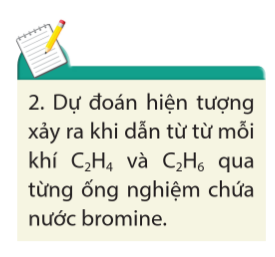 2. Dự đoán hiện tượng
xảy ra khi dẫn từ từ mỗi
khí C₂H₄ và C₂H₆ qua
từng ống nghiệm chứa
nước bromine.